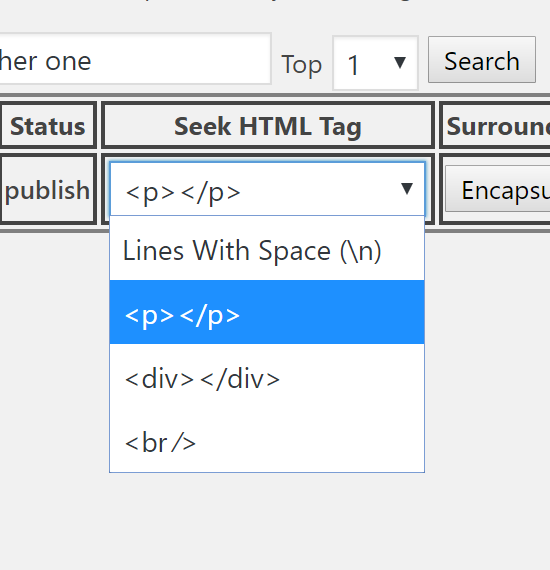 her one
Top
1
Search
Status
Seek HTML Tag
Surroun
publish
<p></p>
Encapsu
Lines With Space (\n)
<p></p>
<div></div>
<br/>